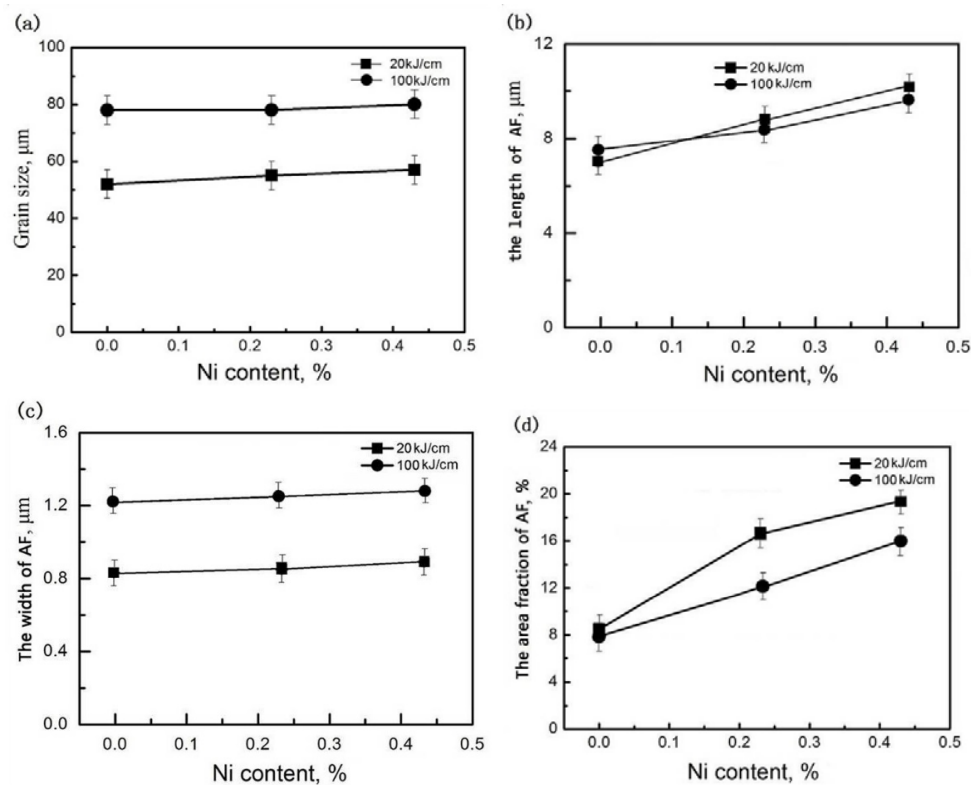 (a)
100
80
60
40
20
0
Grain size, μm
20kJ/cm
100kJ/cm
0.0 0.1 0.2 0.3 0.4 0.5
Ni content, %
(b)
12
8
4
0
the length of AF, μm
20kJ/cm
100kJ/cm
0.0 0.1 0.2 0.3 0.4 0.5
Ni content, %
(c)
1.6
1.2
0.8
0.4
0.0
The width of AF, μm
20kJ/cm
100kJ/cm
0.0 0.1 0.2 0.3 0.4 0.5
Ni content, %
(d)
24
20
16
12
8
4
0
The area fraction of AF, %
20kJ/cm
100kJ/cm
0.0 0.1 0.2 0.3 0.4 0.5
Ni content, %